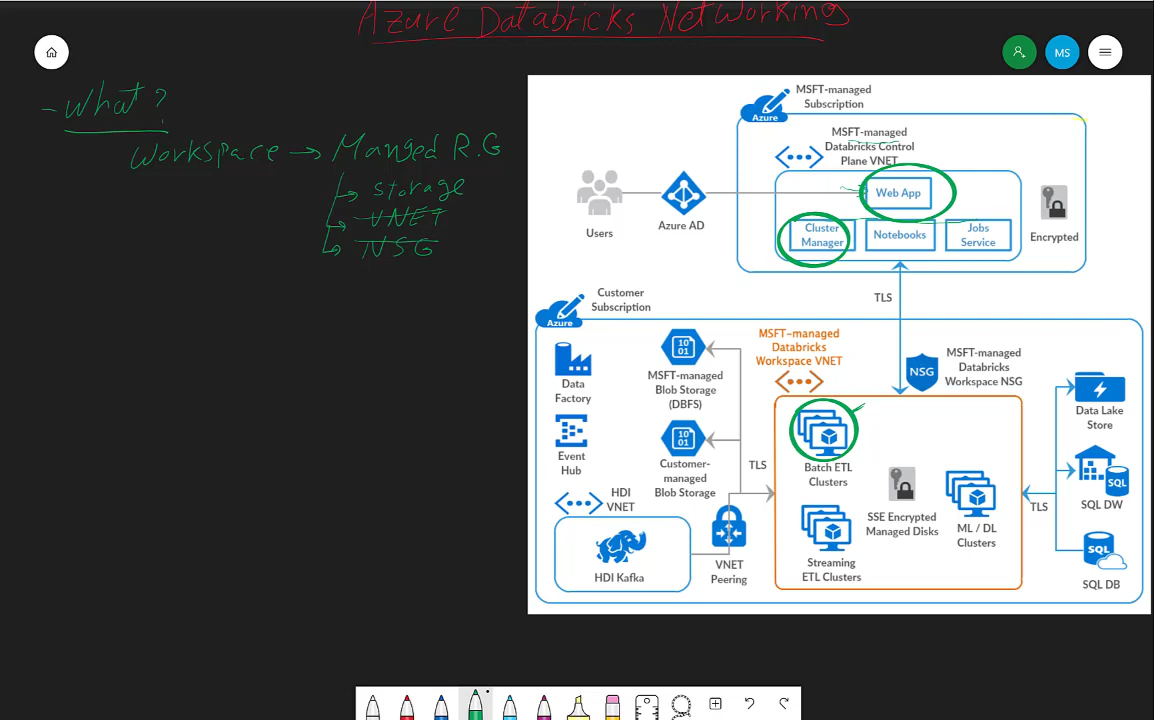 Azure Databricks Networking
- What?
Workspace → Manged R.G
storage
VNET
NSG
MS
MSFT-managed
Subscription
Azure
MSFT-managed
Databricks Control
Plane VNET
Web App
Users
Azure AD
Cluster
Manager
Notebooks
Jobs
Service
Encrypted
TLS
Customer
Subscription
Azure
MSFT-managed
Databricks
Workspace VNET
NSG
MSFT-managed
Databricks
Workspace NSG
Data
Factory
10
01
MSFT-managed
Blob Storage
(DBFS)
Data Lake
Store
Event
Hub
10
01
Customer-
managed
Blob Storage
TLS
Batch ETL
Clusters
SQL
SQL DW
HDI
VNET
SSE Encrypted
Managed Disks
ML / DL
Clusters
TLS
HDI Kafka
VNET
Peering
Streaming
ETL Clusters
SQL
SQL DB